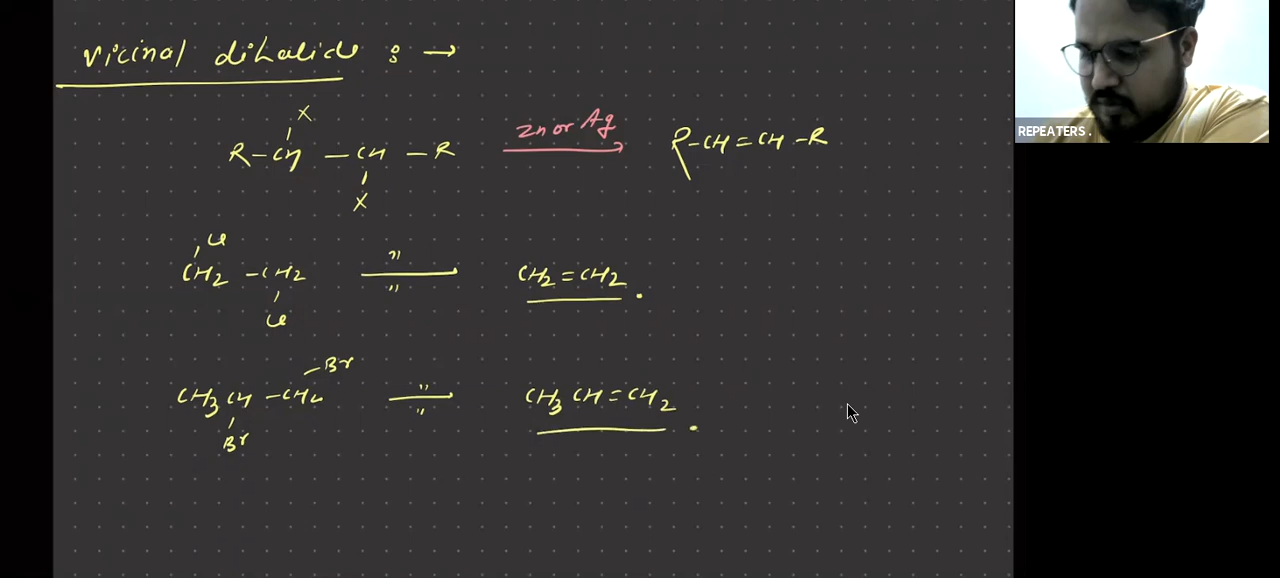 vicinal dihalide : →
X
R-CH - CH - R Zn or Ag R-CH=CH-R
X
Cl
CH2 -CH2 " " CH2=CH2 .
Cl
Br
CH3 CH -CH2 " " CH3 CH=CH2 .
Br
REPEATERS .